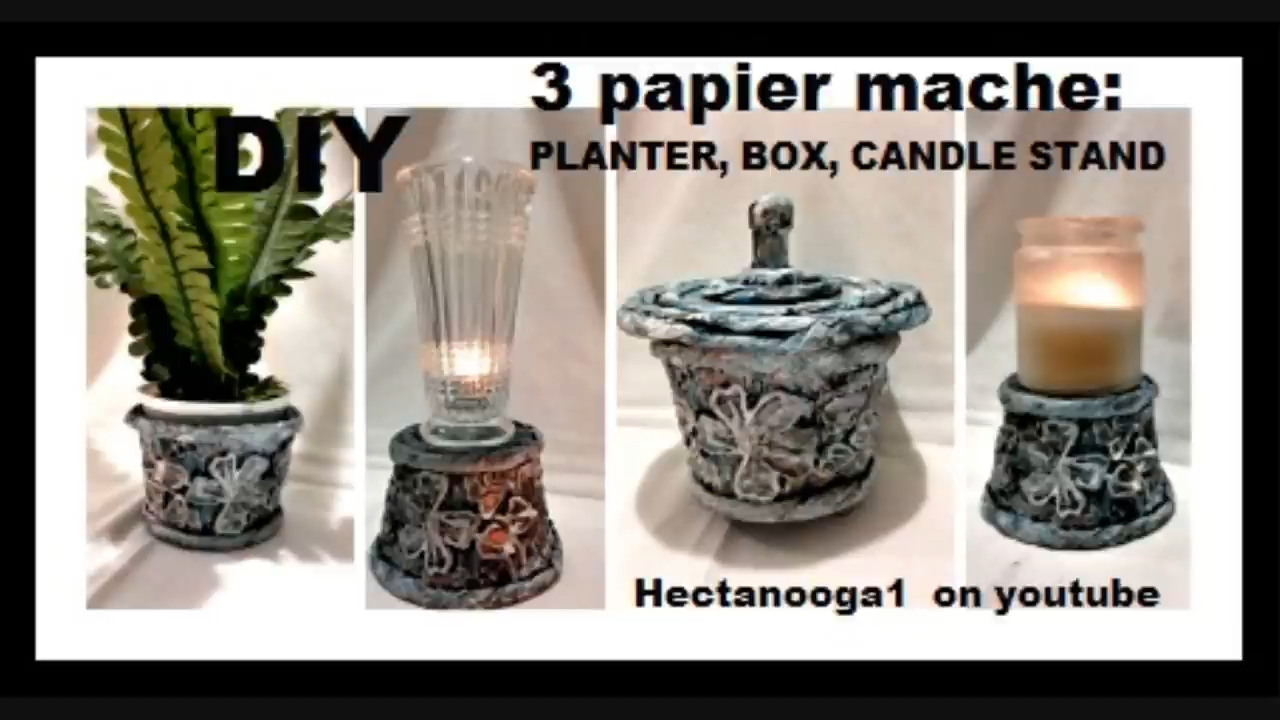 3 papier mache:
DIY
PLANTER, BOX, CANDLE STAND
Hectanooga1 on youtube